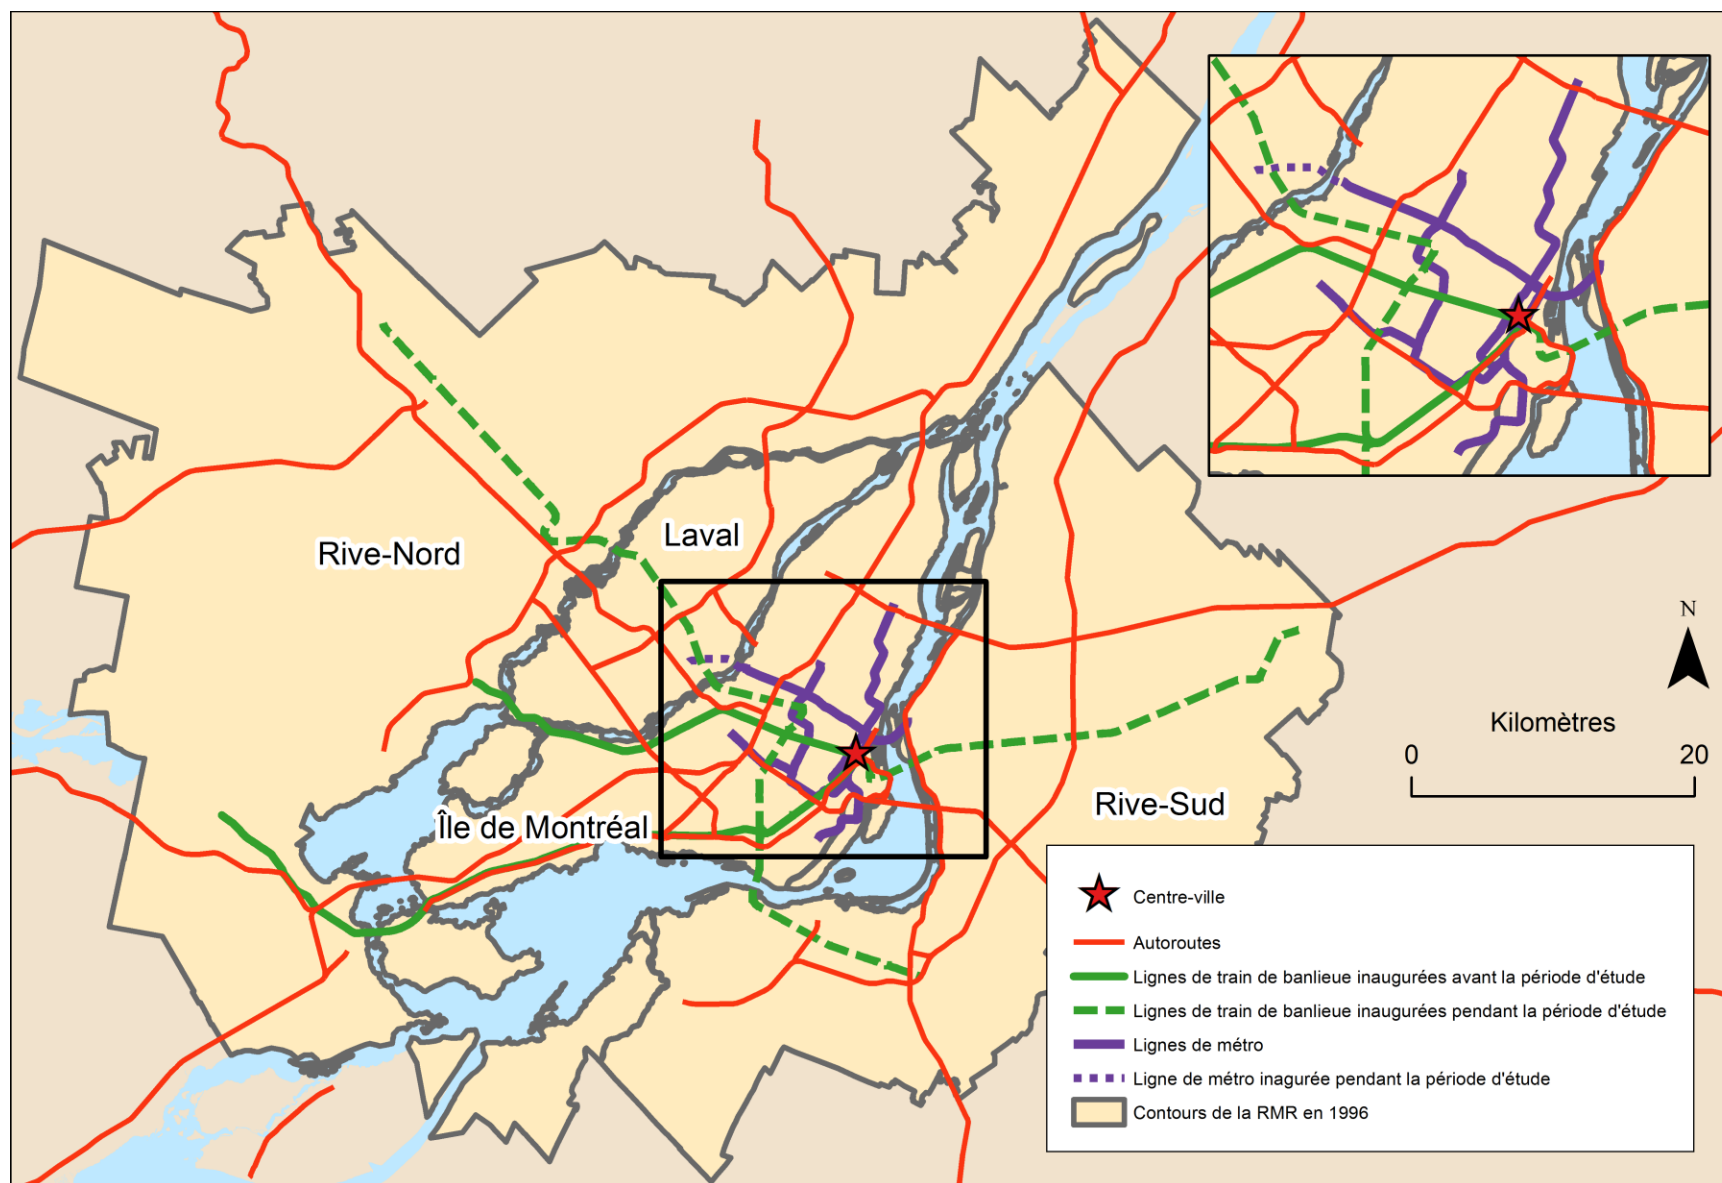 Laval
Rive-Nord
N
Kilomètres
0 20
Rive-Sud
Île de Montréal
Centre-ville
Autoroutes
Lignes de train de banlieue inaugurées avant la période d'étude
Lignes de train de banlieue inaugurées pendant la période d'étude
Lignes de métro
Ligne de métro inagurée pendant la période d'étude
Contours de la RMR en 1996